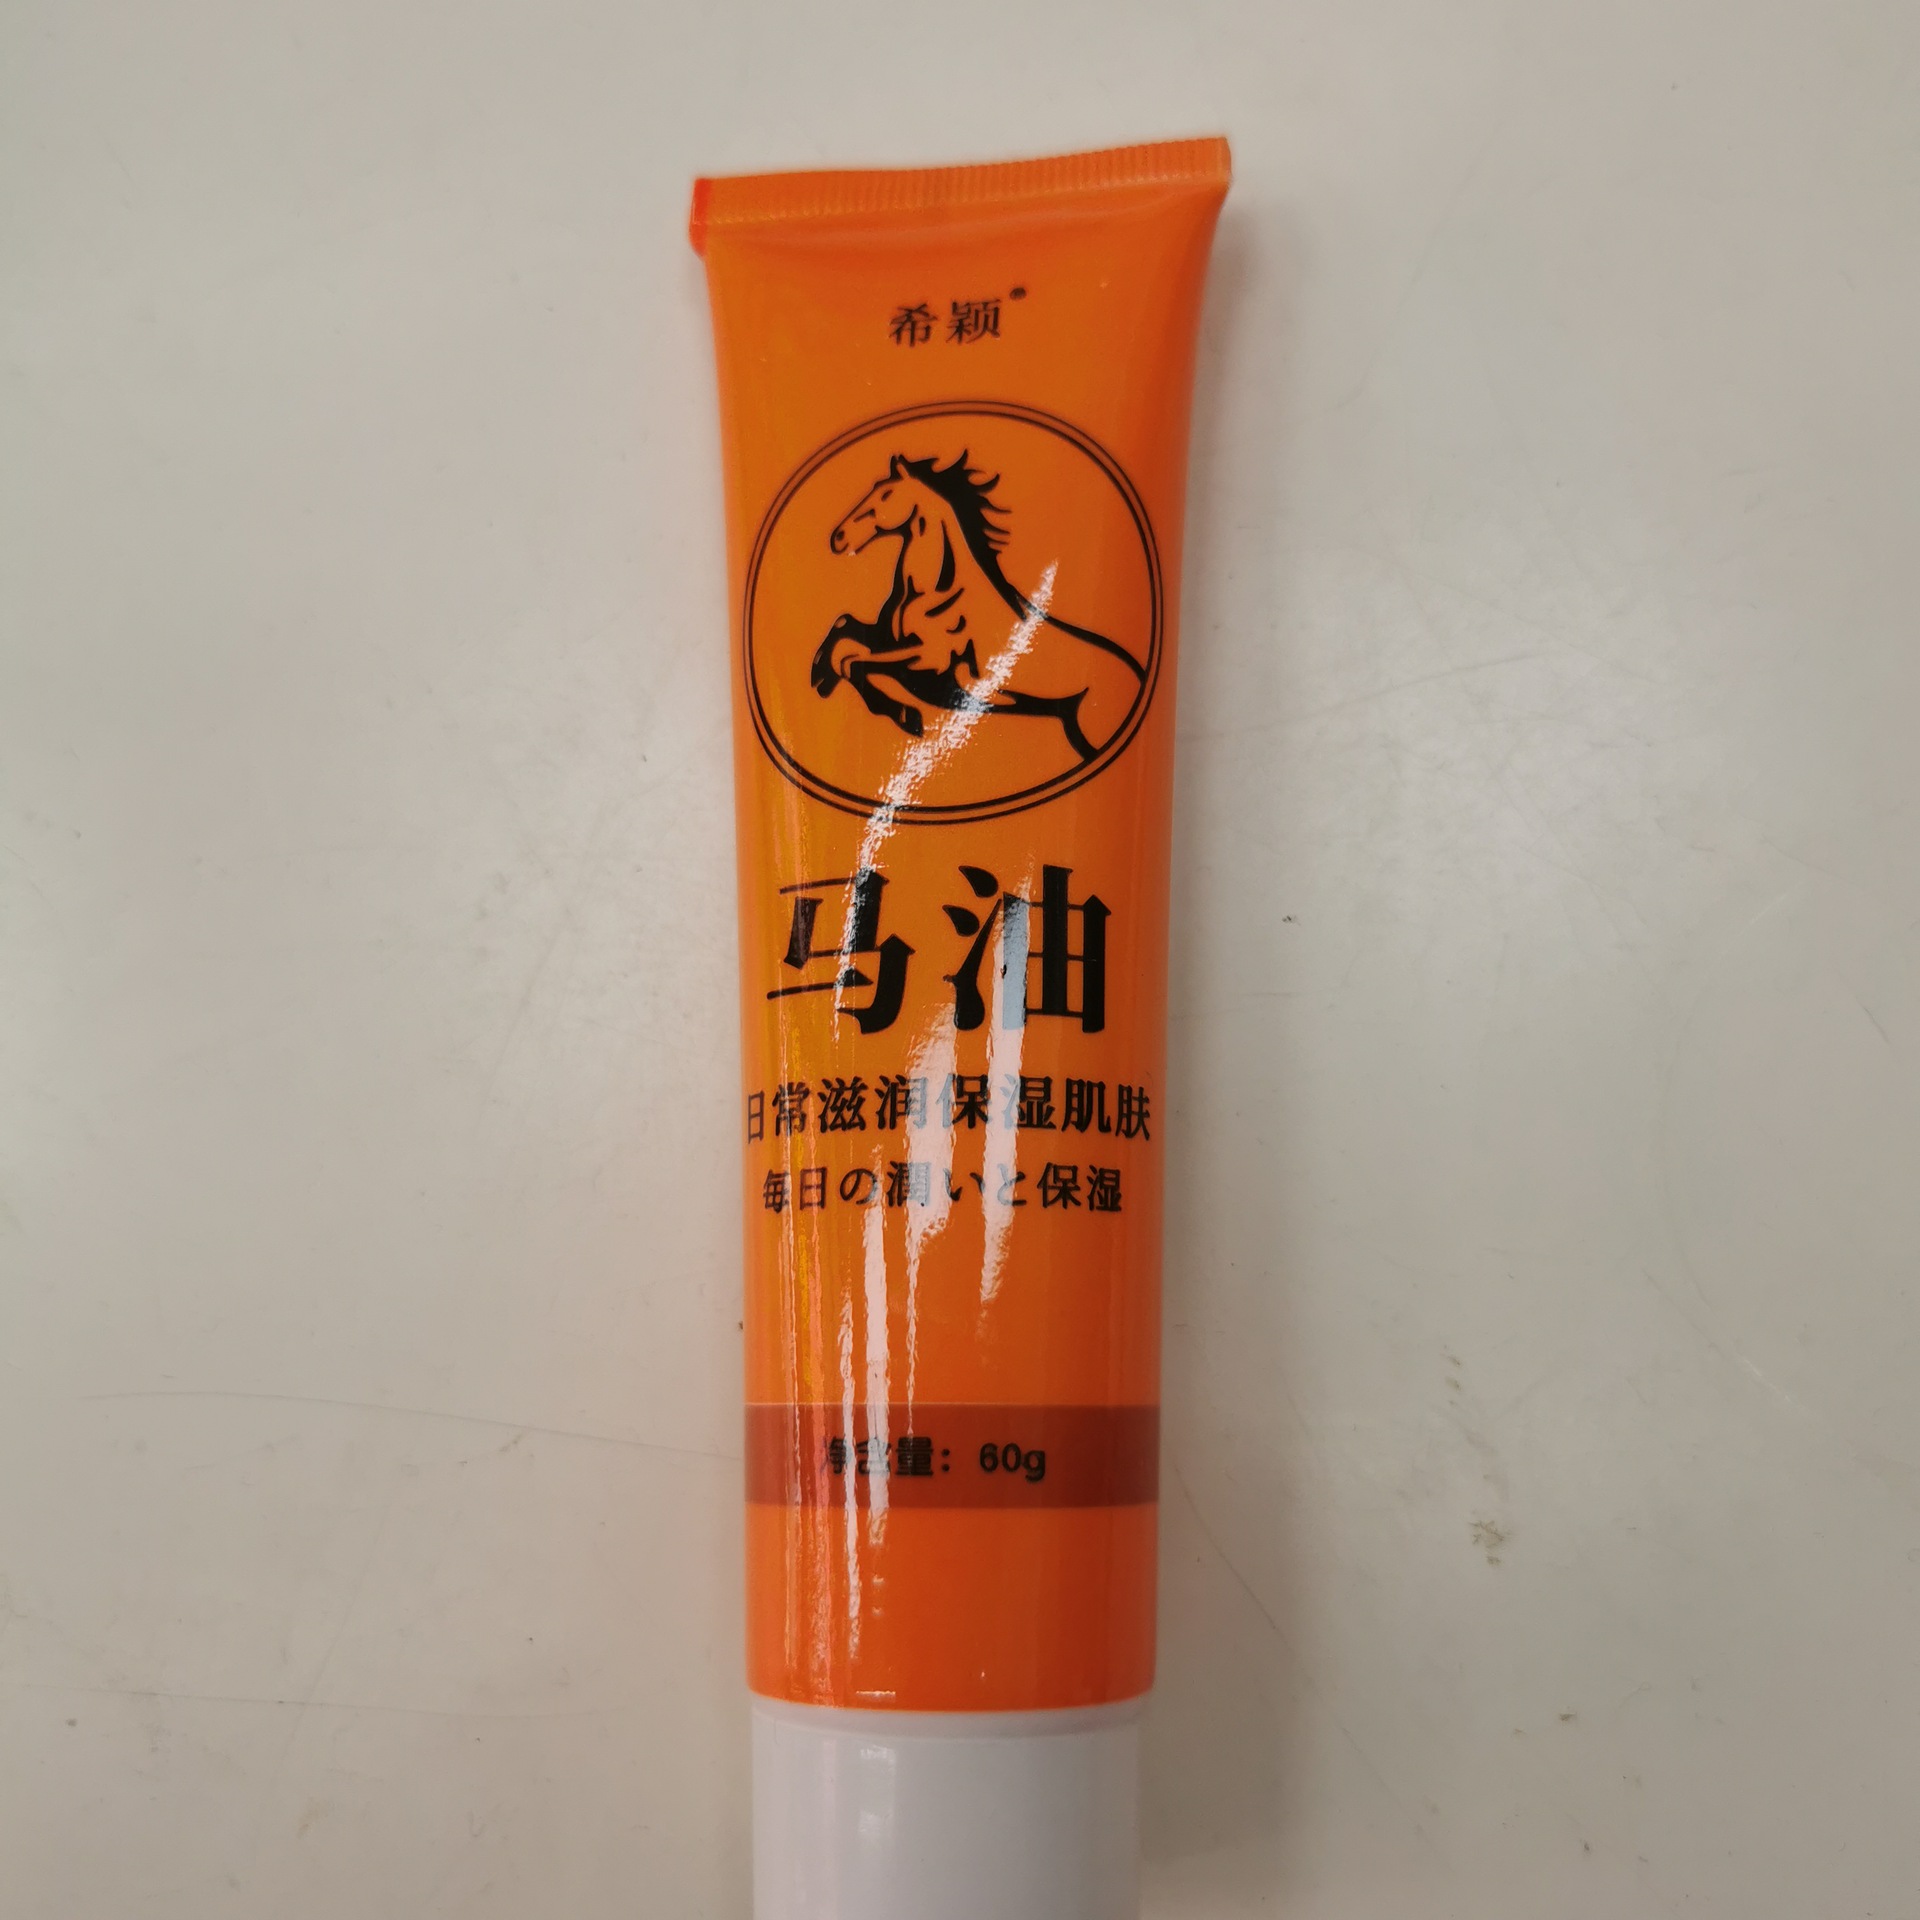 希颖
马油
日常滋润保湿肌肤
毎日の潤いと保湿
净含量：60g